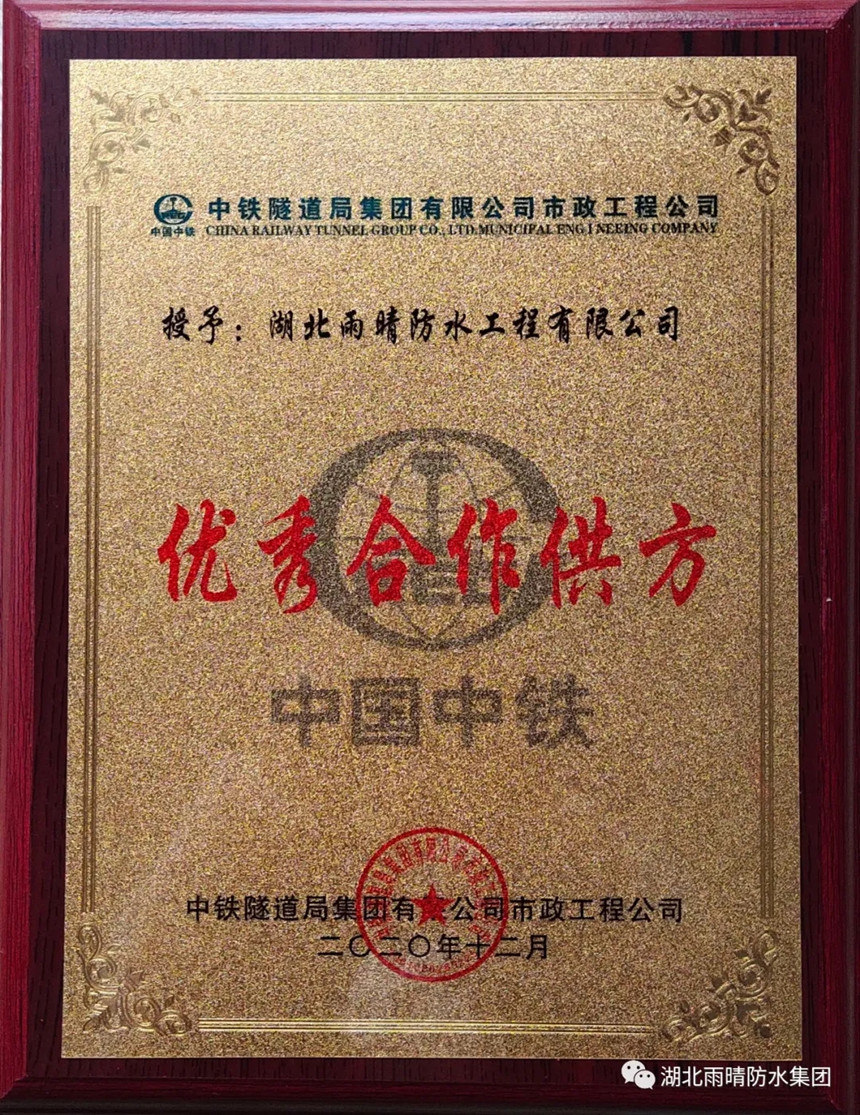 中铁隧道局集团有限公司市政工程公司
中国中铁 CHINA RAILWAY TUNNEL GROUP CO., LTD.MUNICIPAL ENG I NEEING COMPANY
授予：湖北雨晴防水工程有限公司
优秀合作供方
中国中铁
中铁隧道局集团有限公司市政工程公司
二〇二〇年十二月
湖北雨晴防水集团